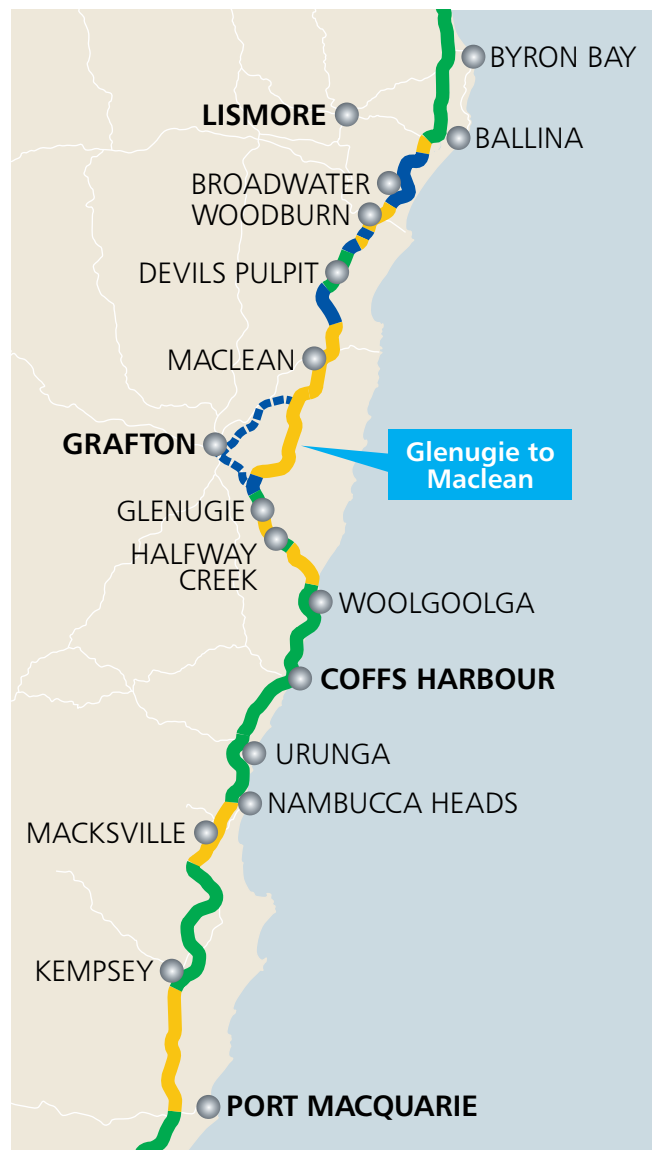 BYRON BAY
LISMORE
BALLINA
BROADWATER
WOODBURN
DEVILS PULPIT
MACLEAN
GRAFTON
Glenugie to
Maclean
GLENUGIE
HALFWAY
CREEK
WOOLGOOLGA
COFFS HARBOUR
URUNGA
NAMBUCCA HEADS
MACKSVILLE
KEMPSEY
PORT MACQUARIE